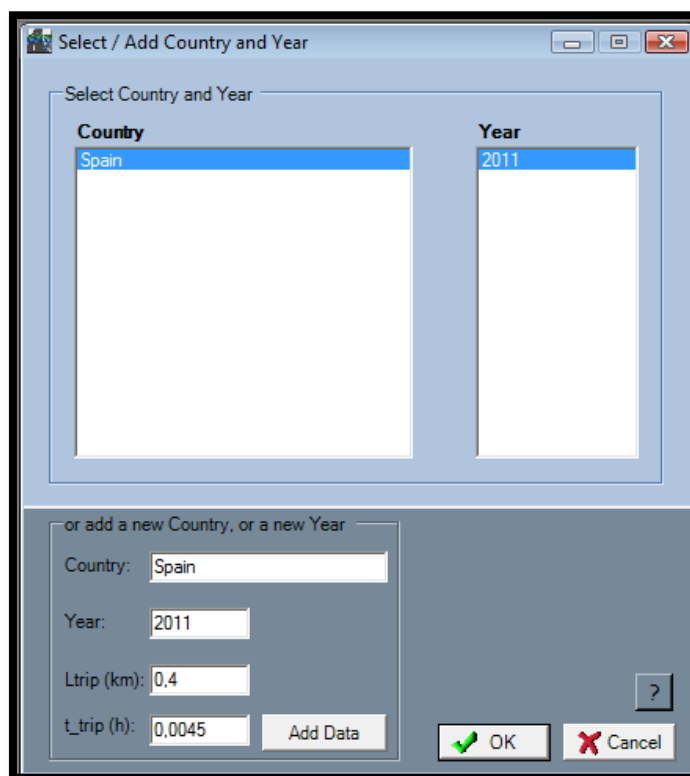 Select / Add Country and Year
Select Country and Year
Country Year
Spain 2011
or add a new Country, or a new Year
Country: Spain
Year: 2011
Ltrip (km): 0,4
t_trip (h): 0,0045 Add Data
? OK Cancel